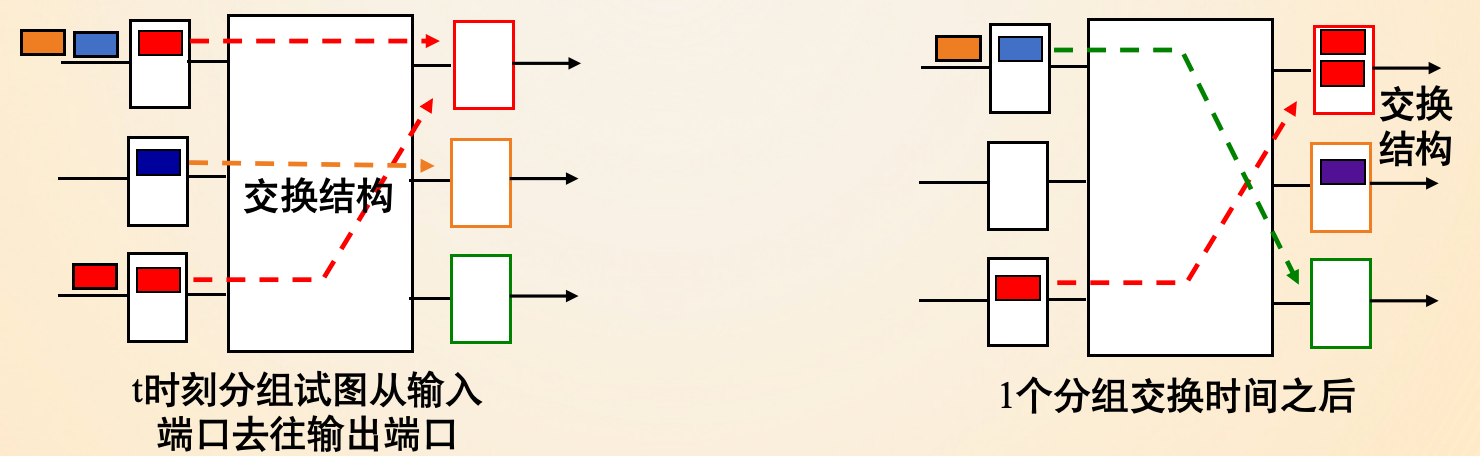 交换结构
t时刻分组试图从输入
端口去往输出端口
交换
结构
1个分组交换时间之后